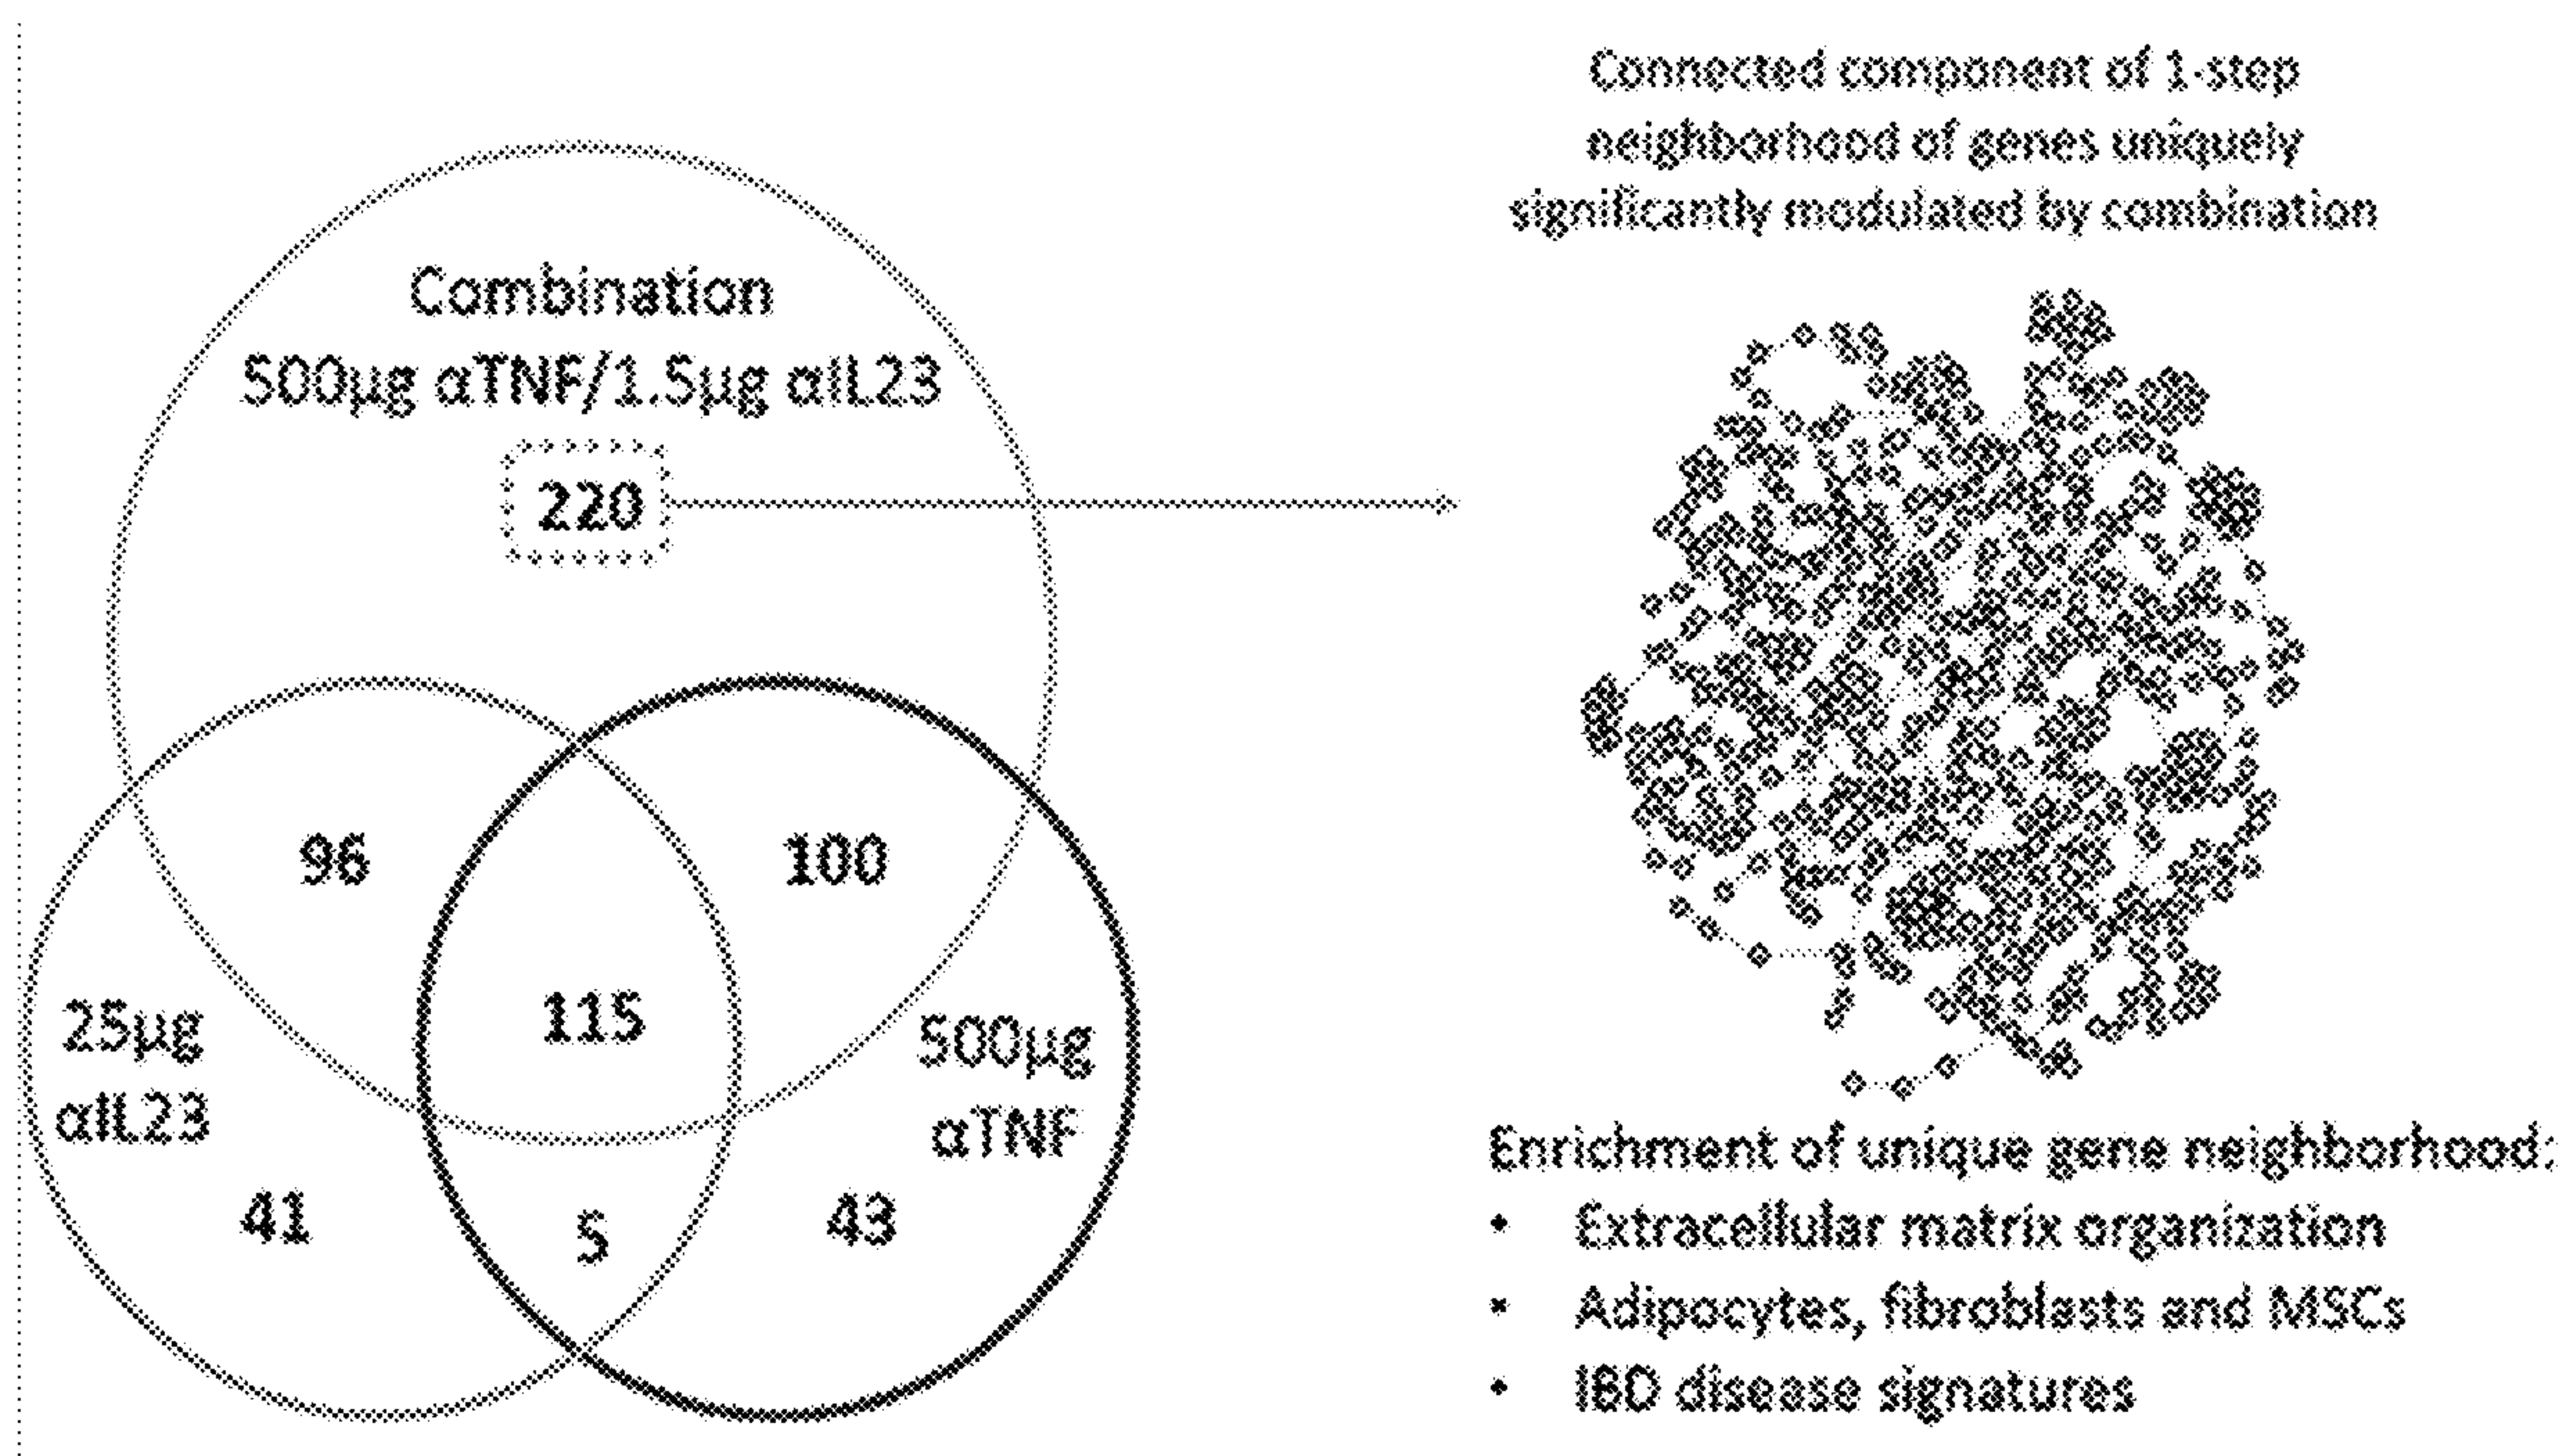 Connected component of 1-step
neighborhood of genes uniquely
significantly modulated by combination
Combination
500µg αTNF/1.5µg αIL23
220
96
100
115
25µg
αIL23
500µg
αTNF
41
5
43
Enrichment of unique gene neighborhood:
• Extracellular matrix organization
• Adipocytes, fibroblasts and MSCs
• IBD disease signatures